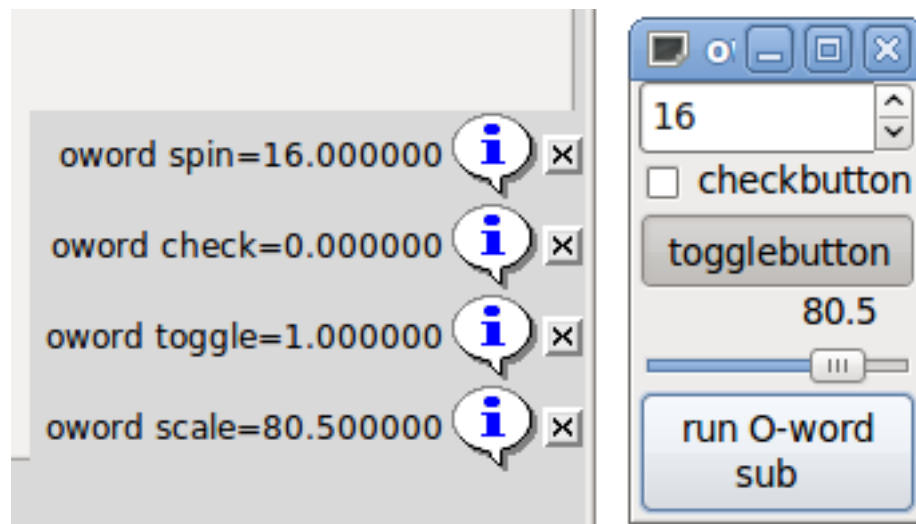 oword spin=16.000000
oword check=0.000000
oword toggle=1.000000
oword scale=80.500000
16
checkbutton
togglebutton
80.5
run O-word
sub